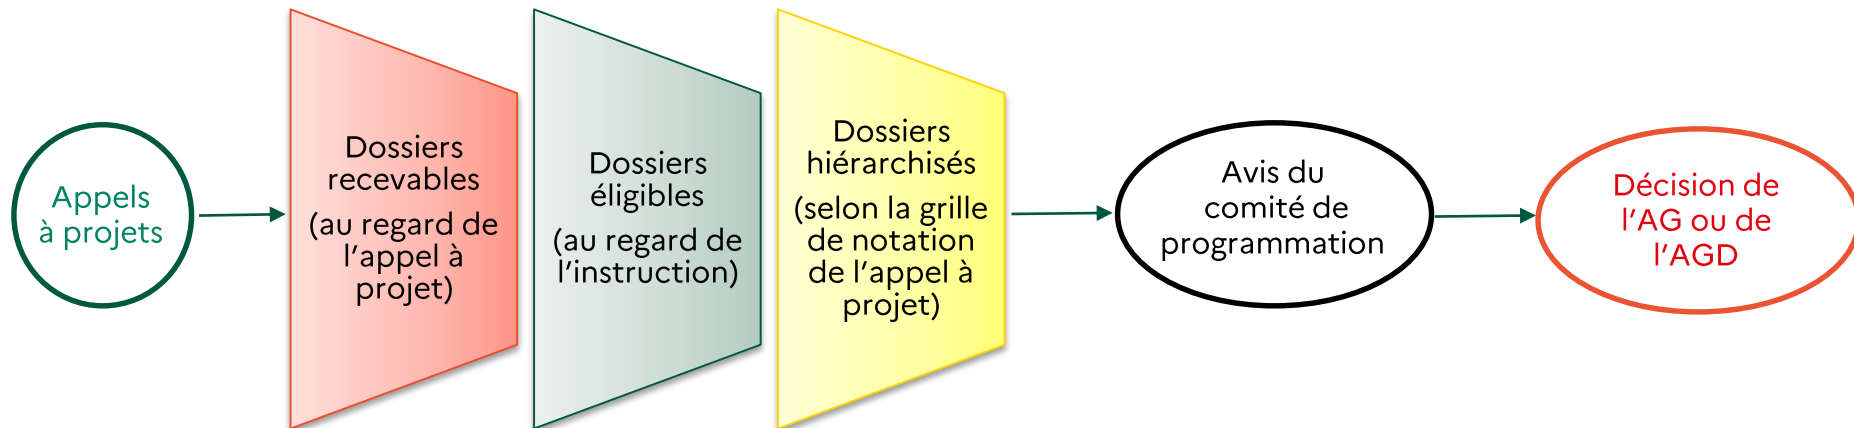 Appels
à projets
Dossiers
recevables
(au regard de
l'appel à
projet)
Dossiers
éligibles
(au regard de
l'instruction)
Dossiers
hiérarchisés
(selon la grille
de notation
de l'appel à
projet)
Avis du
comité de
programmation
Décision de
l'AG ou de
l'AGD